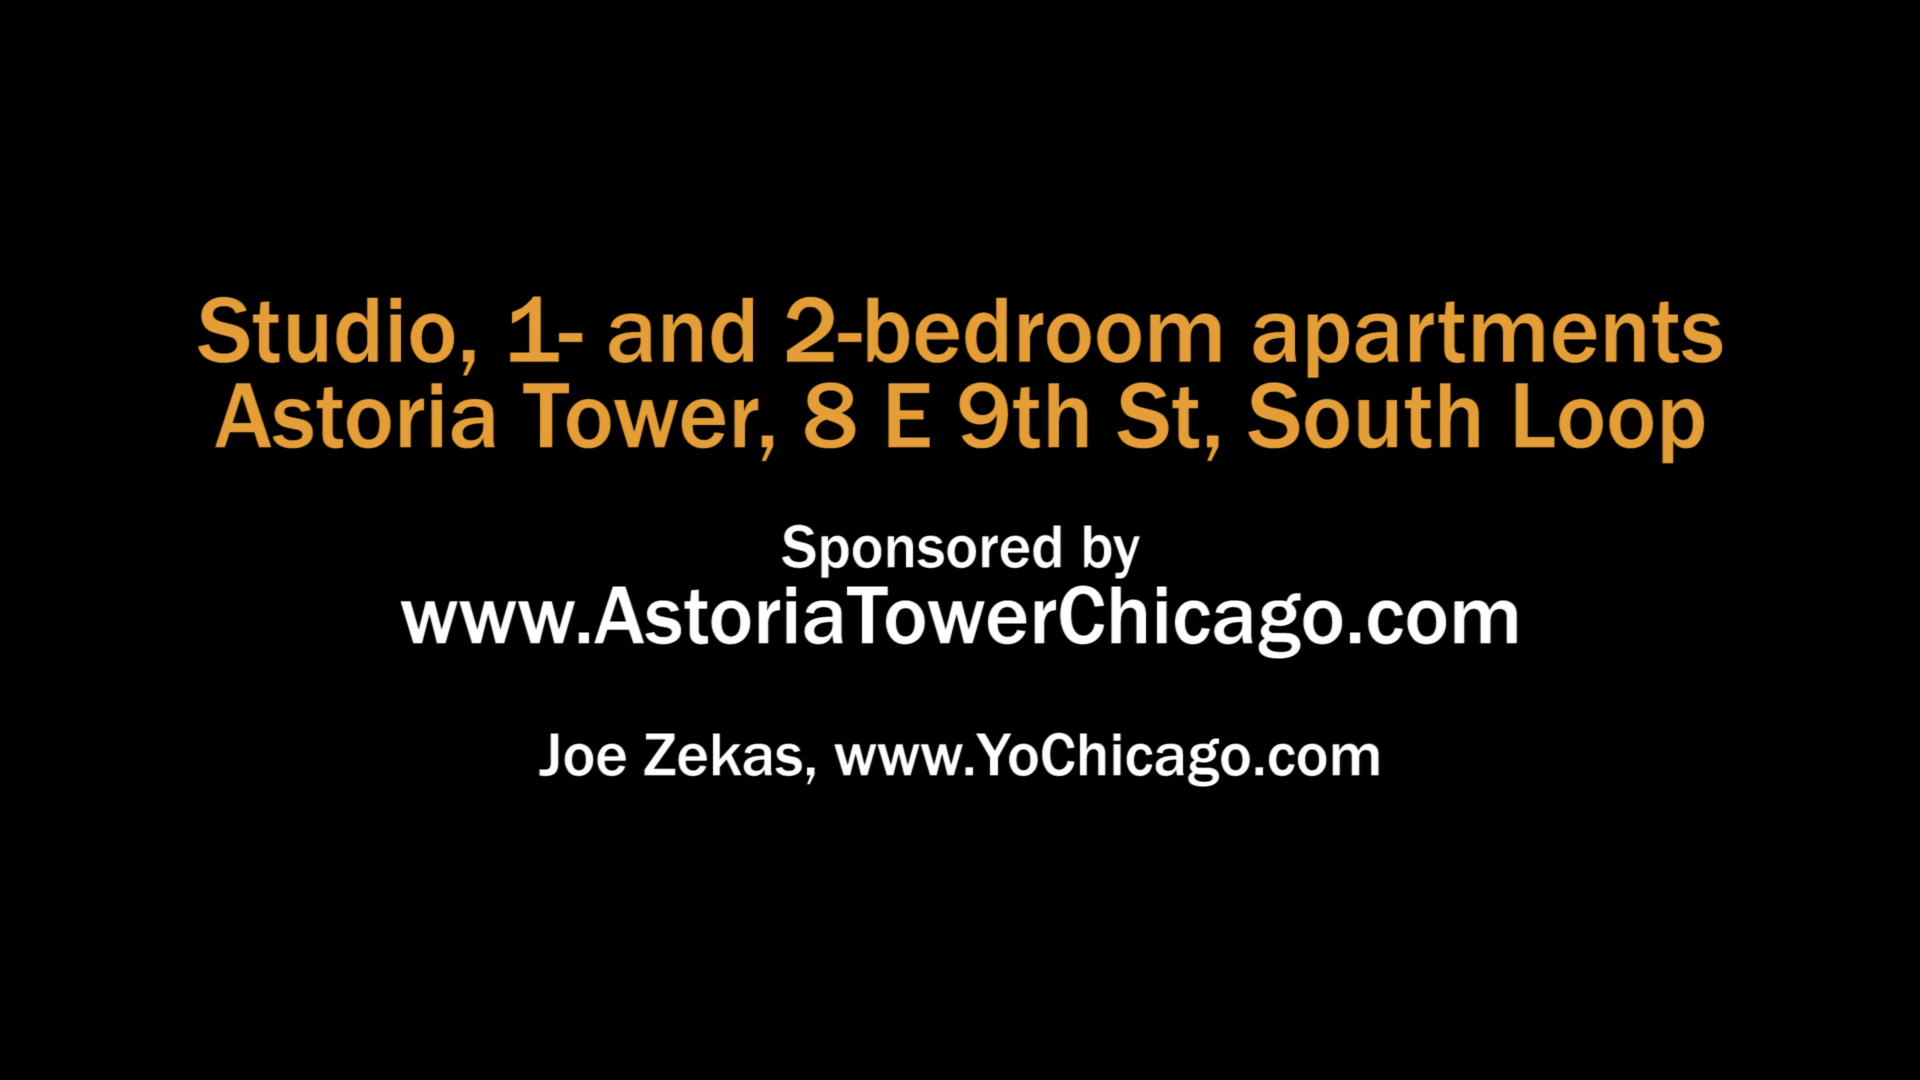 Studio, 1- and 2-bedroom apartments
Astoria Tower, 8 E 9th St, South Loop
Sponsored by
www.AstoriaTowerChicago.com
Joe Zekas, www.YoChicago.com